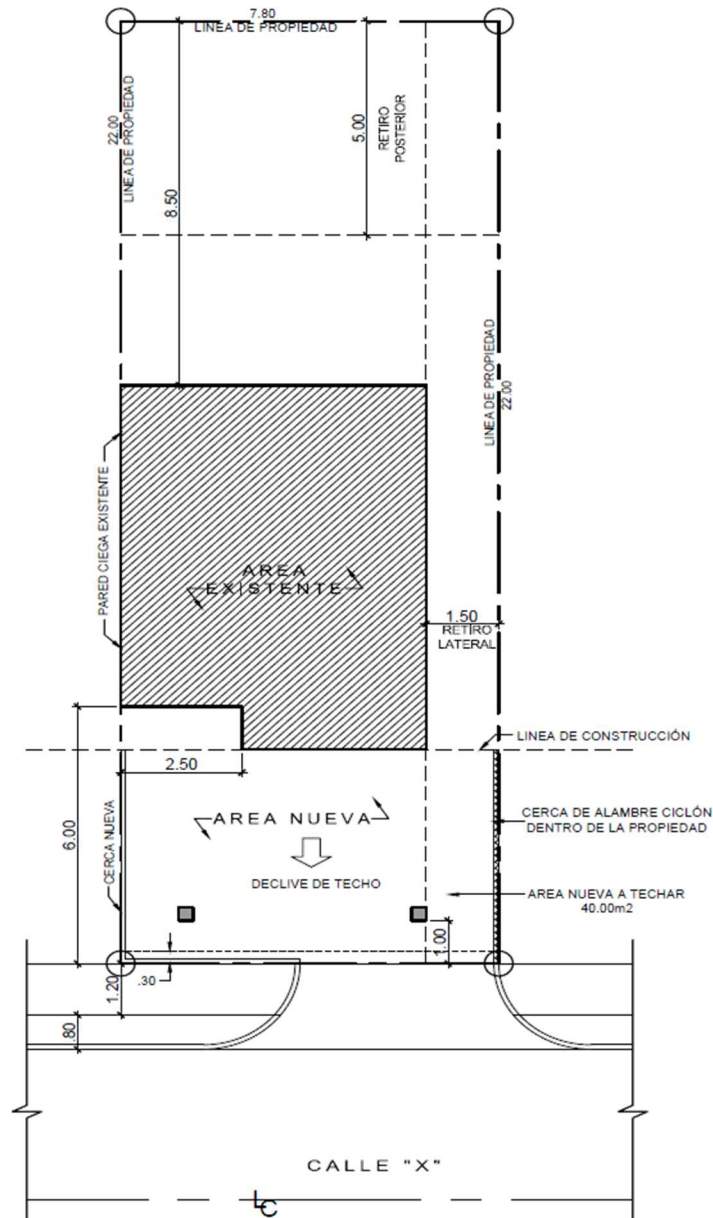 7.80
LINEA DE PROPIEDAD
22.00
LINEA DE PROPIEDAD
8.50
5.00
RETIRO
POSTERIOR
LINEA DE PROPIEDAD
22.00
PARED CIEGA EXISTENTE
AREA
EXISTENTE
1.50
RETIRO
LATERAL
LINEA DE CONSTRUCCIÓN
2.50
6.00
CERCA NUEVA
AREA NUEVA
DECLIVE DE TECHO
CERCA DE ALAMBRE CICLÓN
DENTRO DE LA PROPIEDAD
AREA NUEVA A TECHAR
40.00m2
1.00
.30
1.20
.80
CALLE "X"
LC